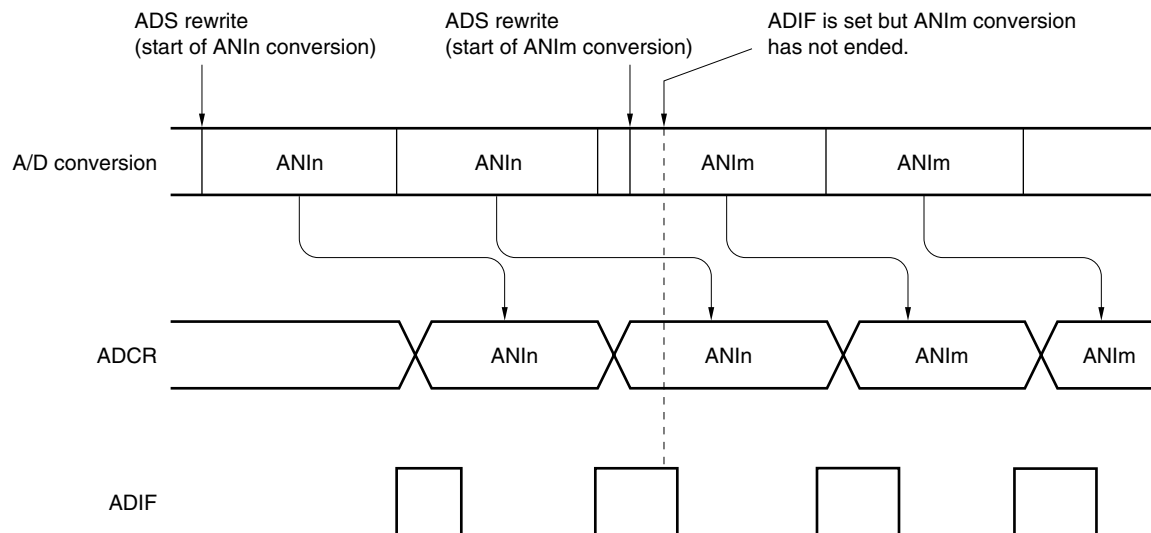 ADS rewrite
(start of ANIn conversion)
ADS rewrite
(start of ANIm conversion)
ADIF is set but ANIm conversion
has not ended.
A/D conversion
ANIn
ANIn
ANIm
ANIm
ADCR
ANIn
ANIn
ANIm
ANIm
ADIF